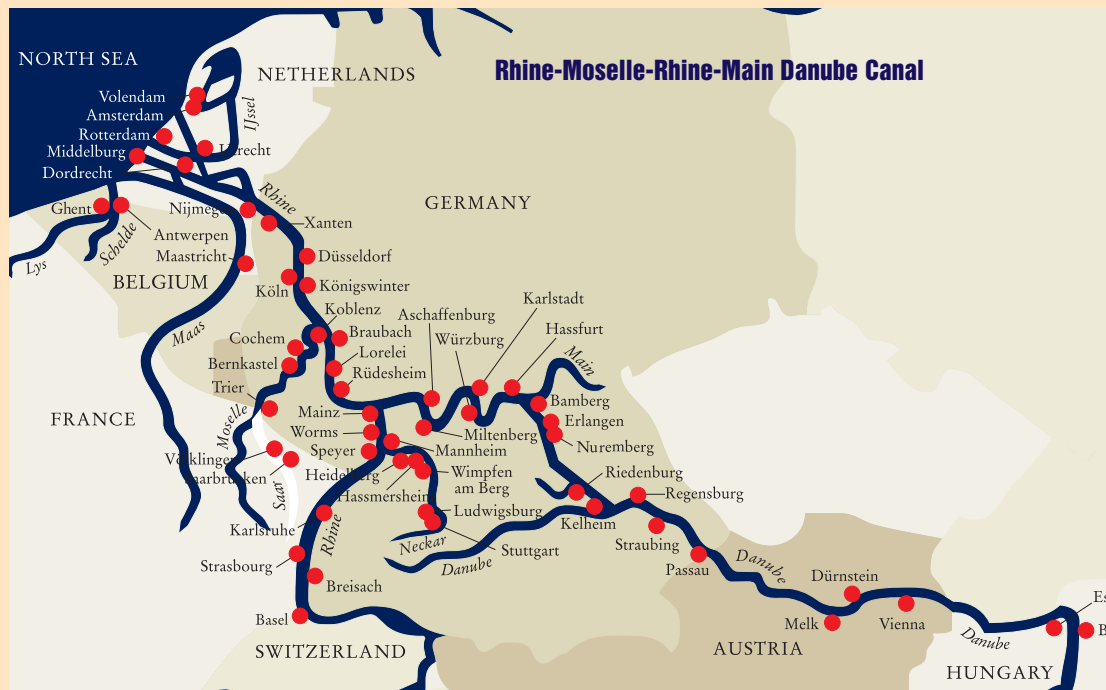 NORTH SEA
NETHERLANDS
Rhine-Moselle-Rhine-Main Danube Canal
Volendam
Amsterdam
IJssel
Rotterdam
Middelburg
Utrecht
Dordrecht
Rhine
GERMANY
Ghent
Nijmegen
Xanten
Schelde
Antwerpen
Maastricht
Düsseldorf
Lys
BELGIUM
Köln
Königswinter
Karlstadt
Koblenz
Aschaffenburg
Hassfurt
Maas
Cochem
Braubach
Würzburg
Lorelei
Main
Bernkastel
Rüdesheim
Trier
Moselle
FRANCE
Mainz
Bamberg
Worms
Miltenberg
Erlangen
Speyer
Mannheim
Nuremberg
Völklingen
Saarbrücken
Heidelberg
Wimpfen
am Berg
Riedenburg
Saar
Hassmersheim
Regensburg
Ludwigsburg
Karlsruhe
Rhine
Kelheim
Neckar
Stuttgart
Straubing
Strasbourg
Danube
Passau
Danube
Breisach
Dürnstein
Basel
Melk
Vienna
Es
B
Danube
SWITZERLAND
AUSTRIA
HUNGARY